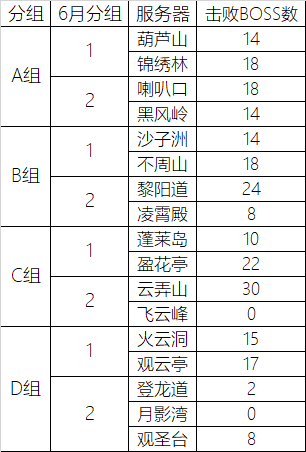 分组 6月分组 服务器 击败BOSS数
A组 1 葫芦山 14
锦绣林 18
2 喇叭口 18
黑风岭 14
B组 1 沙子洲 14
不周山 18
2 黎阳道 24
凌霄殿 8
C组 1 蓬莱岛 10
盈花亭 22
2 云弄山 30
飞云峰 0
D组 1 火云洞 15
观云亭 17
2 登龙道 2
月影湾 0
观圣台 8